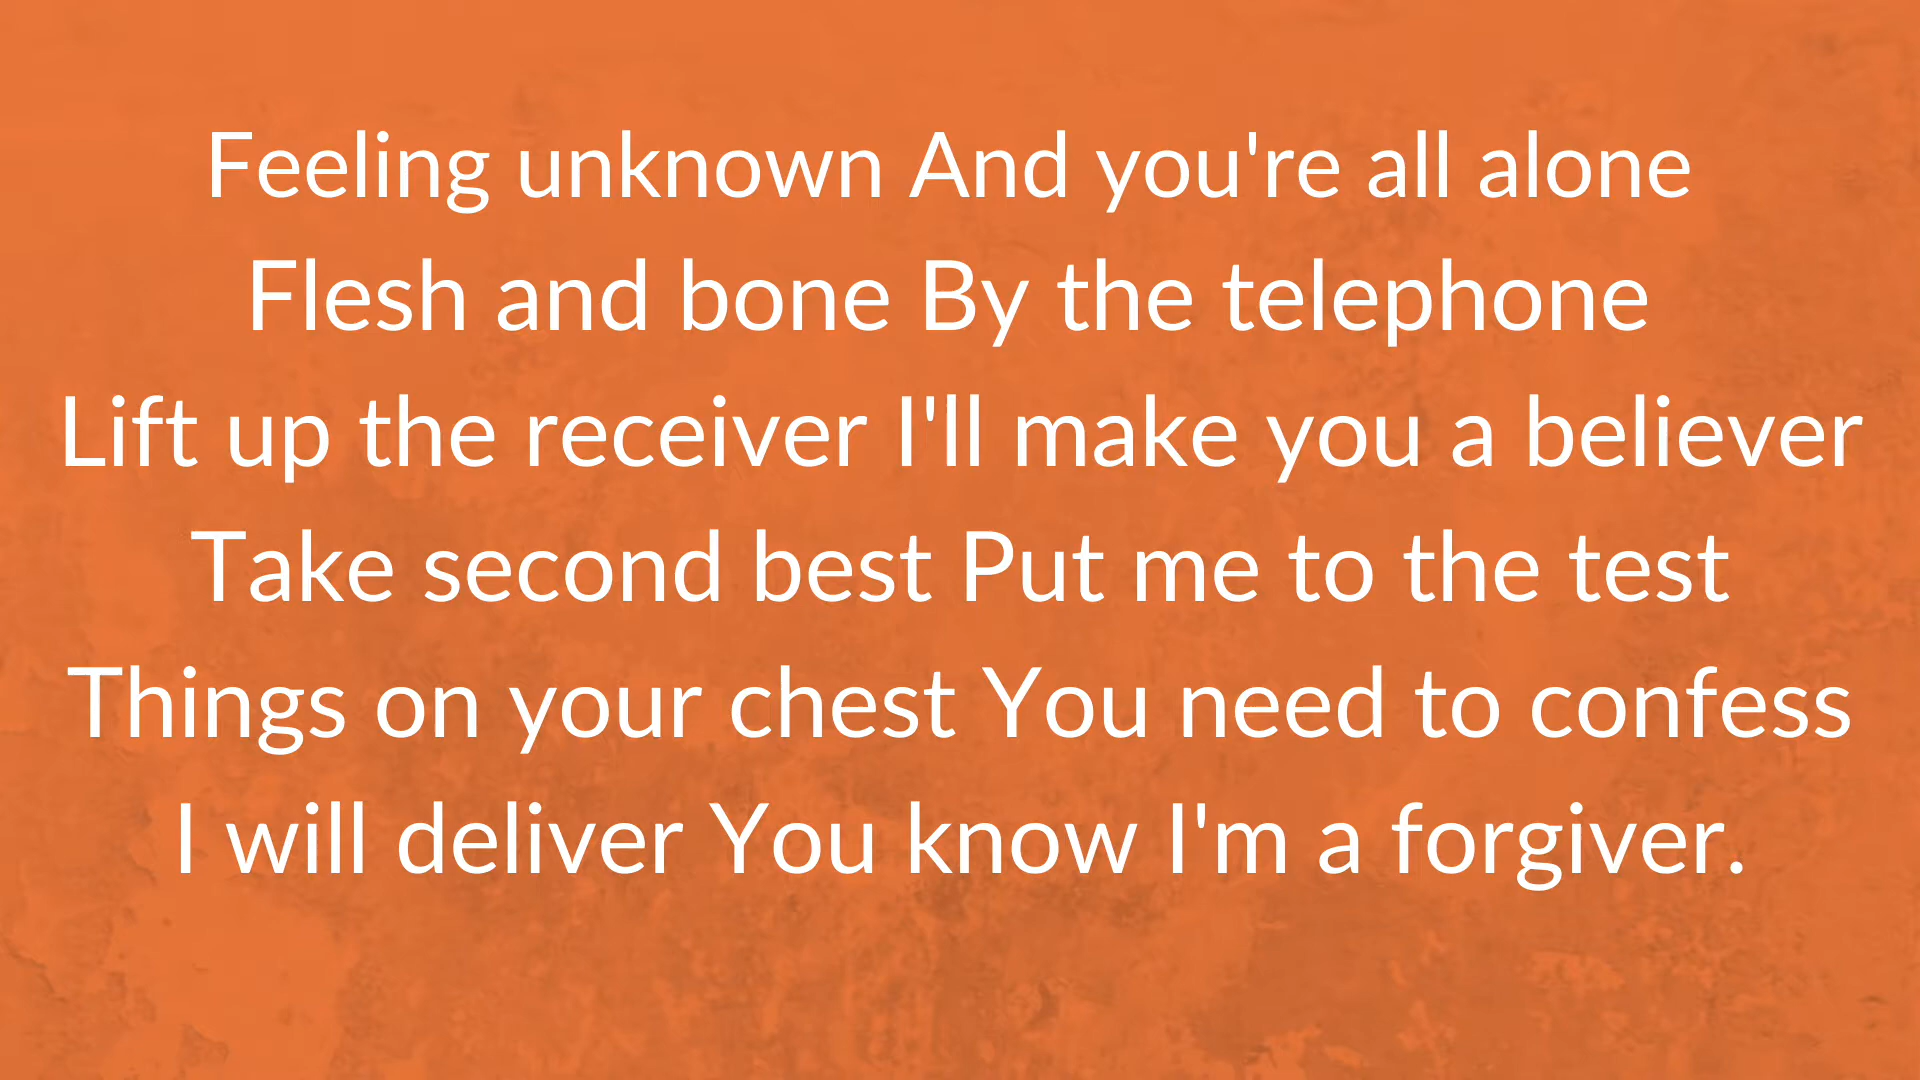 Feeling unknown And you're all alone
Flesh and bone By the telephone
Lift up the receiver I'll make you a believer
Take second best Put me to the test
Things on your chest You need to confess
I will deliver You know I'm a forgiver.